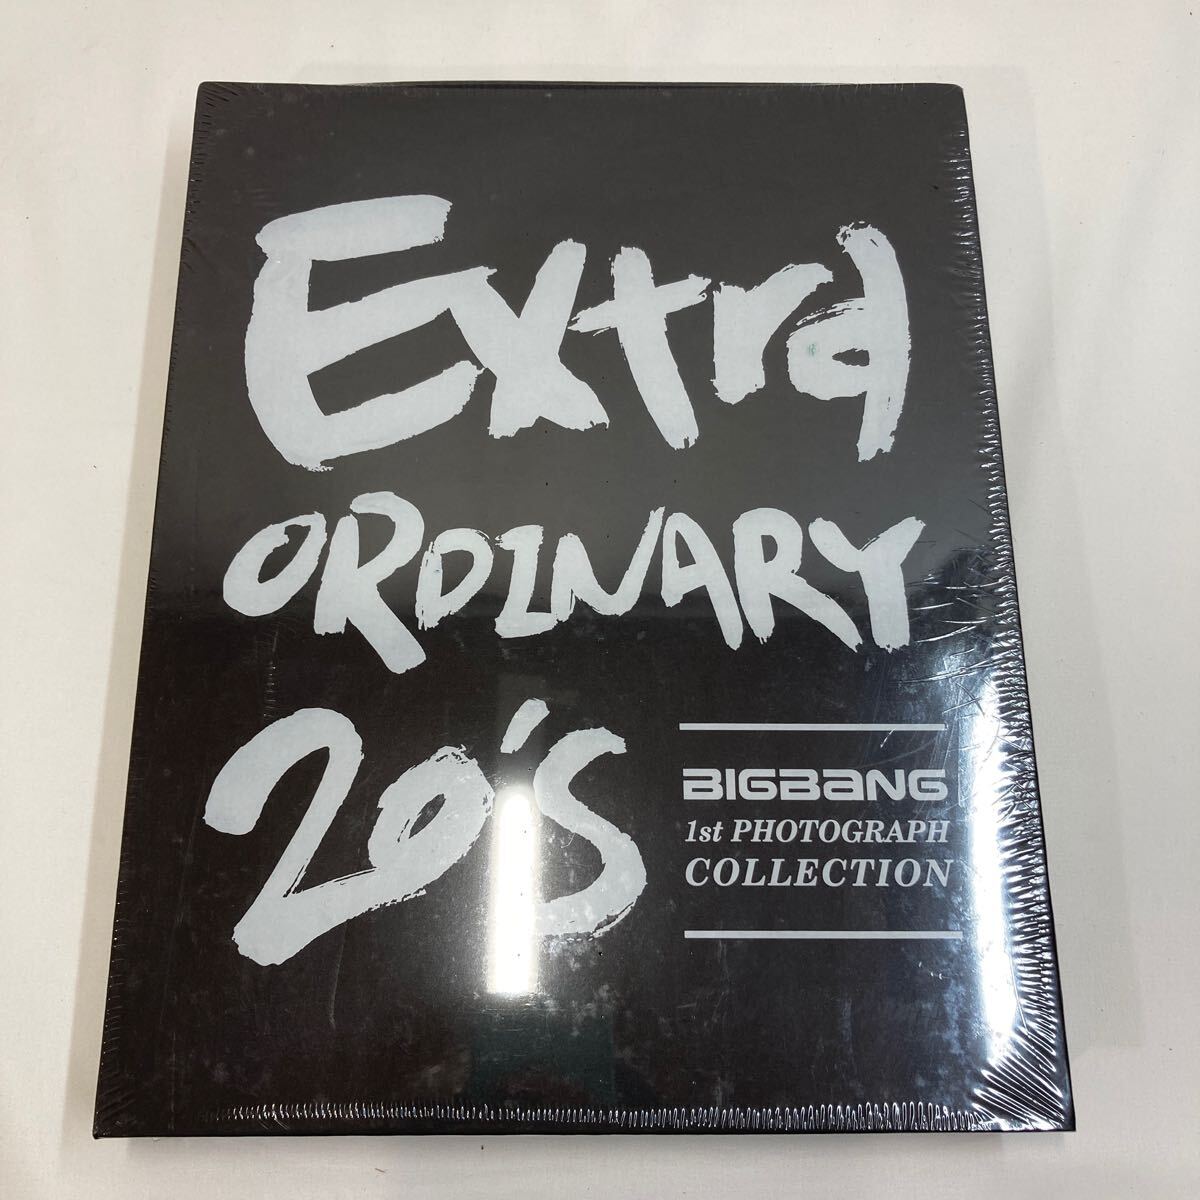 Extra
ORDINARY
20's
BIGBANG
1st PHOTOGRAPH
COLLECTION